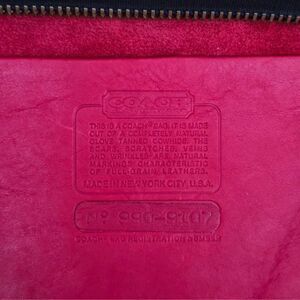 COACH
THIS IS A COACH® BAG. IT IS MADE
OUT OF A COMPLETELY NATURAL
GLOVE TANNED COWHIDE. THE
SCARS, SCRATCHES, VEINS
AND WRINKLES ARE NATURAL
MARKINGS CHARACTERISTIC
OF FULL-GRAIN LEATHERS.
MADE IN NEW YORK CITY, U.S.A.
Nº 990-9107
COACH® BAG REGISTRATION NUMBER